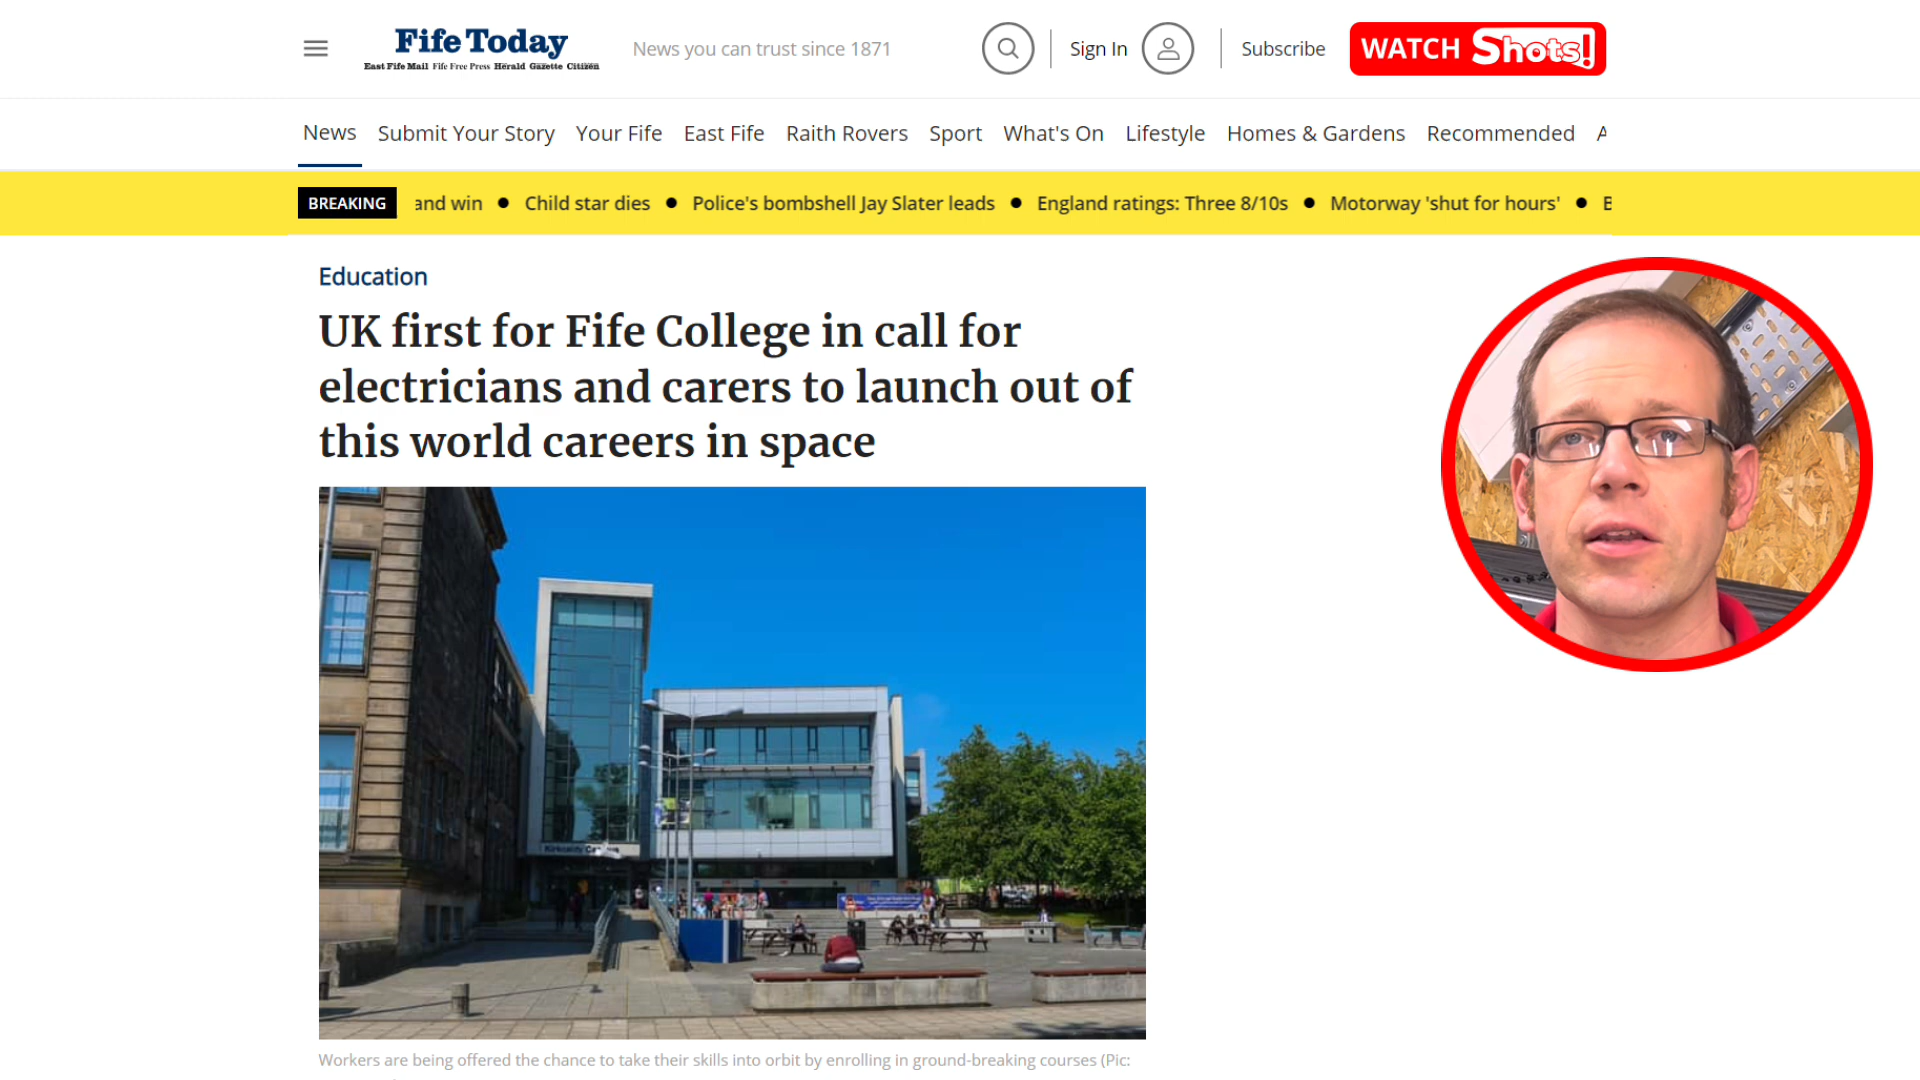 Fife Today
East Fife Mail Fife Free Press Herald Gazette Citizen
News you can trust since 1871
Sign In
Subscribe
WATCH Shots!
News Submit Your Story Your Fife East Fife Raith Rovers Sport What's On Lifestyle Homes & Gardens Recommended
BREAKING and win ● Child star dies ● Police's bombshell Jay Slater leads ● England ratings: Three 8/10s ● Motorway 'shut for hours' ●
Education
UK first for Fife College in call for
electricians and carers to launch out of
this world careers in space
Kirkcaldy Campus
Workers are being offered the chance to take their skills into orbit by enrolling in ground-breaking courses (Pic: